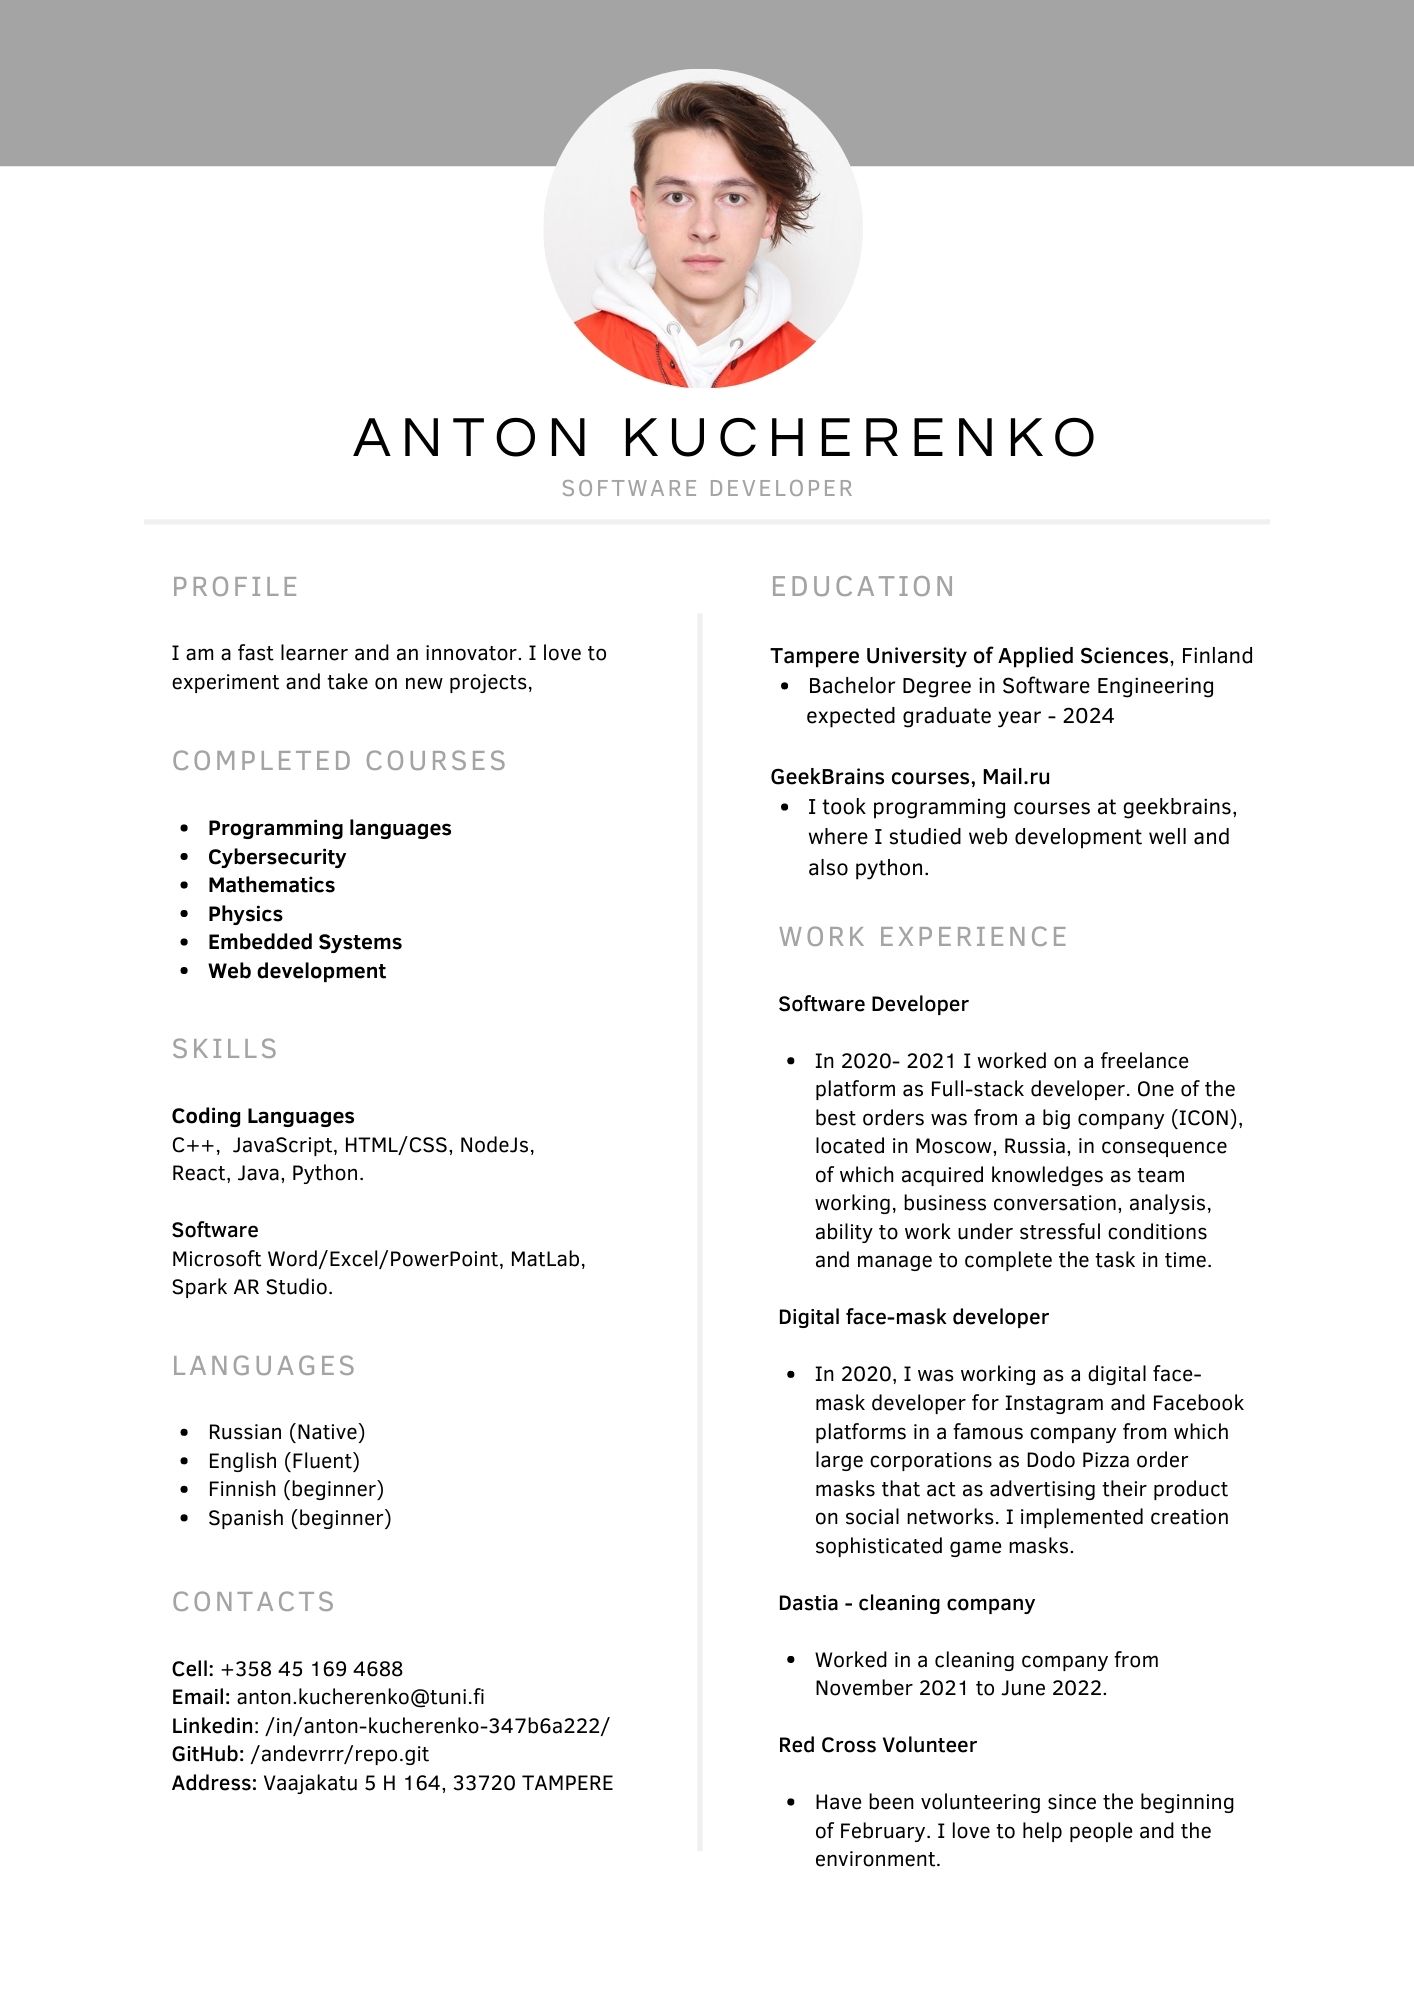 ANTON KUCHERENKO
SOFTWARE DEVELOPER
PROFILE
I am a fast learner and an innovator. I love to
experiment and take on new projects,
COMPLETED COURSES
• Programming languages
• Cybersecurity
• Mathematics
• Physics
• Embedded Systems
• Web development
SKILLS
Coding Languages
C++,  JavaScript, HTML/CSS, NodeJs,
React, Java, Python.
Software
Microsoft Word/Excel/PowerPoint, MatLab,
Spark AR Studio.
LANGUAGES
• Russian (Native)
• English (Fluent)
• Finnish (beginner)
• Spanish (beginner)
CONTACTS
Cell: +358 45 169 4688
Email: anton.kucherenko@tuni.fi
Linkedin: /in/anton-kucherenko-347b6a222/
GitHub: /andevrrr/repo.git
Address: Vaajakatu 5 H 164, 33720 TAMPERE
EDUCATION
Tampere University of Applied Sciences, Finland
• Bachelor Degree in Software Engineering
expected graduate year - 2024
GeekBrains courses, Mail.ru
• I took programming courses at geekbrains,
where I studied web development well and
also python.
WORK EXPERIENCE
Software Developer
• In 2020- 2021 I worked on a freelance
platform as Full-stack developer. One of the
best orders was from a big company (ICON),
located in Moscow, Russia, in consequence
of which acquired knowledges as team
working, business conversation, analysis,
ability to work under stressful conditions
and manage to complete the task in time.
Digital face-mask developer
• In 2020, I was working as a digital face-
mask developer for Instagram and Facebook
platforms in a famous company from which
large corporations as Dodo Pizza order
masks that act as advertising their product
on social networks. I implemented creation
sophisticated game masks.
Dastia - cleaning company
• Worked in a cleaning company from
November 2021 to June 2022.
Red Cross Volunteer
• Have been volunteering since the beginning
of February. I love to help people and the
environment.